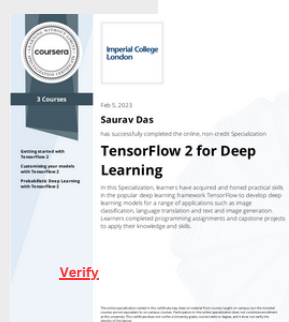 coursera
Imperial College
London
3 Courses
Feb 5, 2023
Saurav Das
has successfully completed the online, non-credit Specialization
TensorFlow 2 for Deep
Learning
Getting started with
TensorFlow 2
Customising your models
with TensorFlow 2
Probabilistic Deep Learning
with TensorFlow 2
In this Specialization, learners have acquired and honed practical skills
in the popular deep learning framework TensorFlow to develop deep
learning models for a range of applications such as image
classification, language translation and text and image generation.
Learners completed programming assignments and capstone projects
to apply their knowledge and skills.
Verify